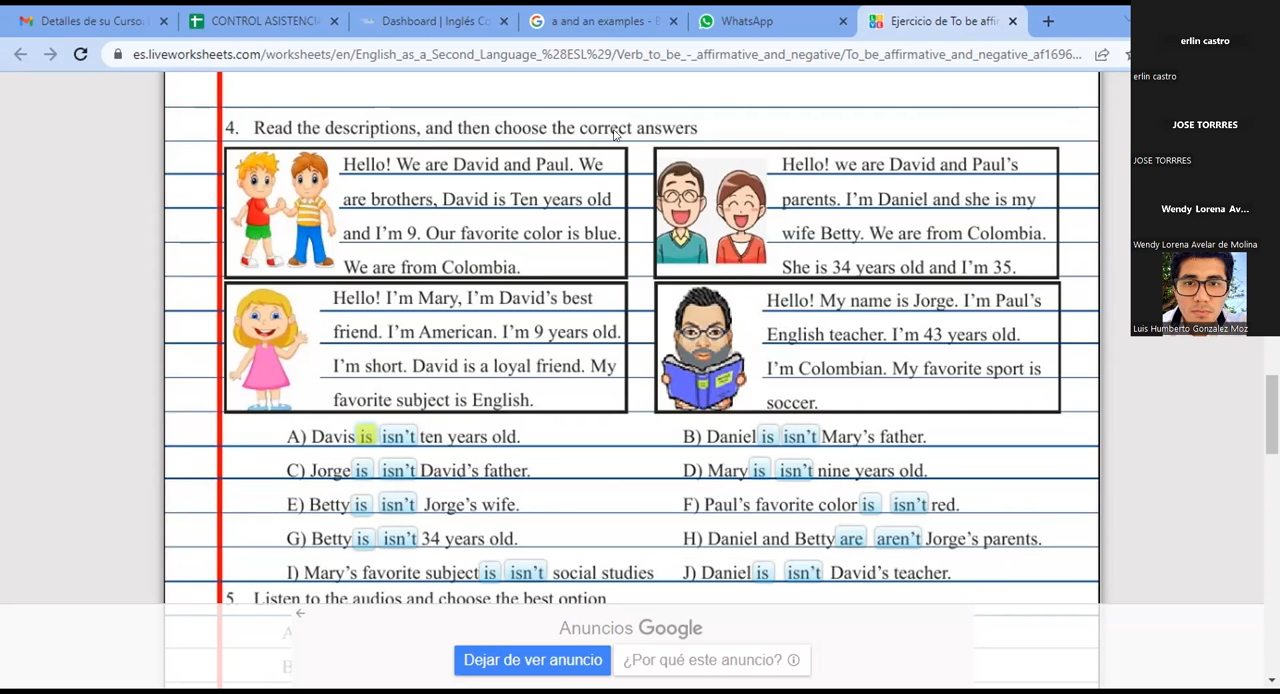 Detalles de su Curso
CONTROL ASISTENCI
Dashboard | Inglés Co
a and an examples - B
WhatsApp
Ejercicio de To be affi
es.liveworksheets.com/worksheets/en/English_as_a_Second_Language_%28ESL%29/Verb_to_be_-_affirmative_and_negative/To_be_affirmative_and_negative_af1696...
4. Read the descriptions, and then choose the correct answers
Hello! We are David and Paul. We
are brothers, David is Ten years old
and I'm 9. Our favorite color is blue.
We are from Colombia.
Hello! we are David and Paul's
parents. I'm Daniel and she is my
wife Betty. We are from Colombia.
She is 34 years old and I'm 35.
Hello! I'm Mary, I'm David's best
friend. I'm American. I'm 9 years old.
I'm short. David is a loyal friend. My
favorite subject is English.
Hello! My name is Jorge. I'm Paul's
English teacher. I'm 43 years old.
I'm Colombian. My favorite sport is
soccer.
A) Davis is isn't ten years old.
B) Daniel is isn't Mary's father.
C) Jorge is isn't David's father.
D) Mary is isn't nine years old.
E) Betty is isn't Jorge's wife.
F) Paul's favorite color is isn't red.
G) Betty is isn't 34 years old.
H) Daniel and Betty are aren't Jorge's parents.
I) Mary's favorite subject is isn't social studies
J) Daniel is isn't David's teacher.
5. Listen to the audios and choose the best option
A
B
Anuncios Google
Dejar de ver anuncio
¿Por qué este anuncio?
erlin castro
erlin castro
JOSE TORRRES
JOSE TORRRES
Wendy Lorena Av...
Wendy Lorena Avelar de Molina
Luis Humberto Gonzalez Moz